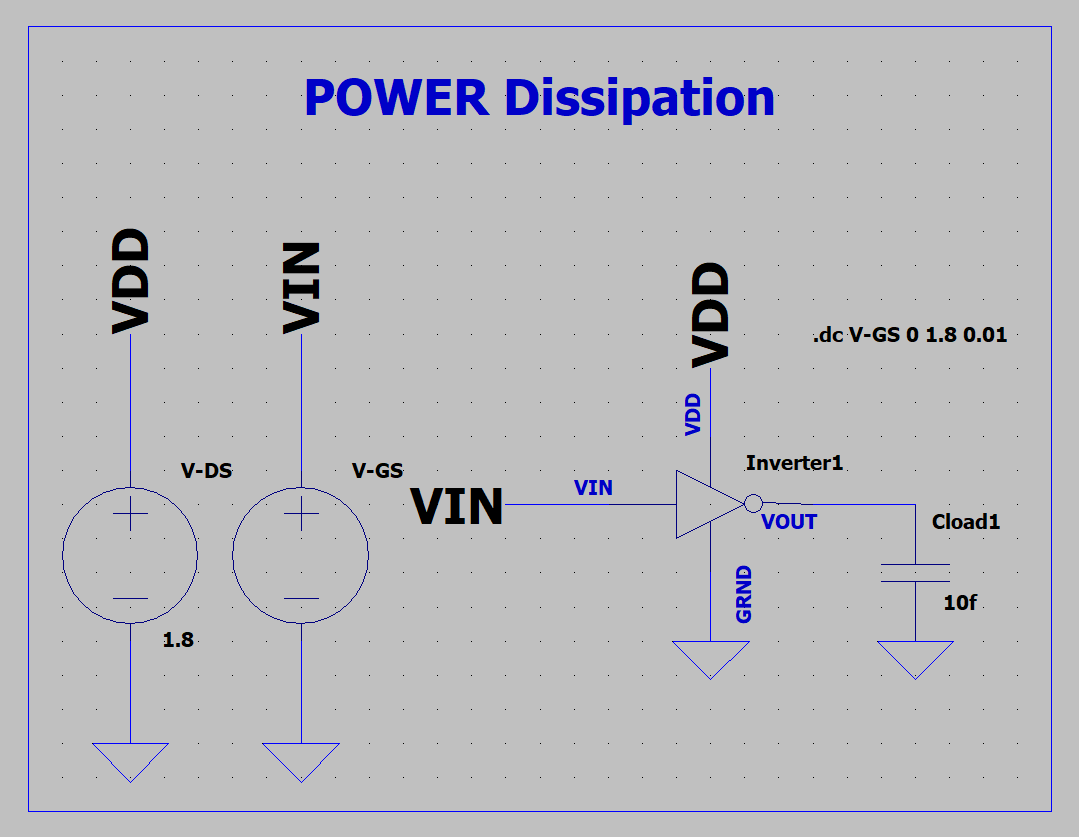 POWER Dissipation
VDD
VIN
VDD
.dc V-GS 0 1.8 0.01
VDD
V-DS
V-GS
Inverter1
VIN
VIN
VOUT
Cload1
GRND
10f
1.8